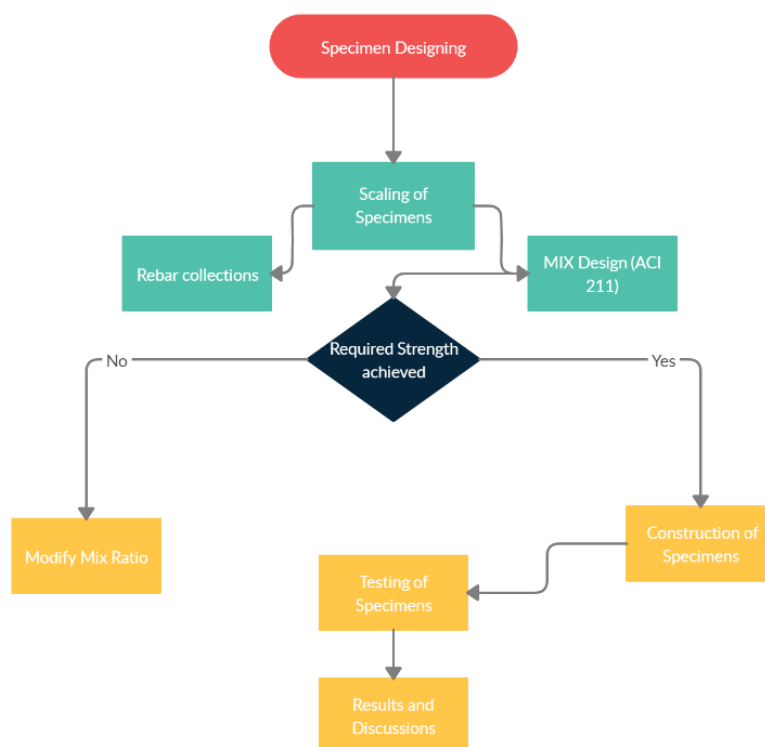 Specimen Designing
Scaling of
Specimens
Rebar collections
MIX Design (ACI
211)
Required Strength
achieved
No
Yes
Modify Mix Ratio
Construction of
Specimens
Testing of
Specimens
Results and
Discussions